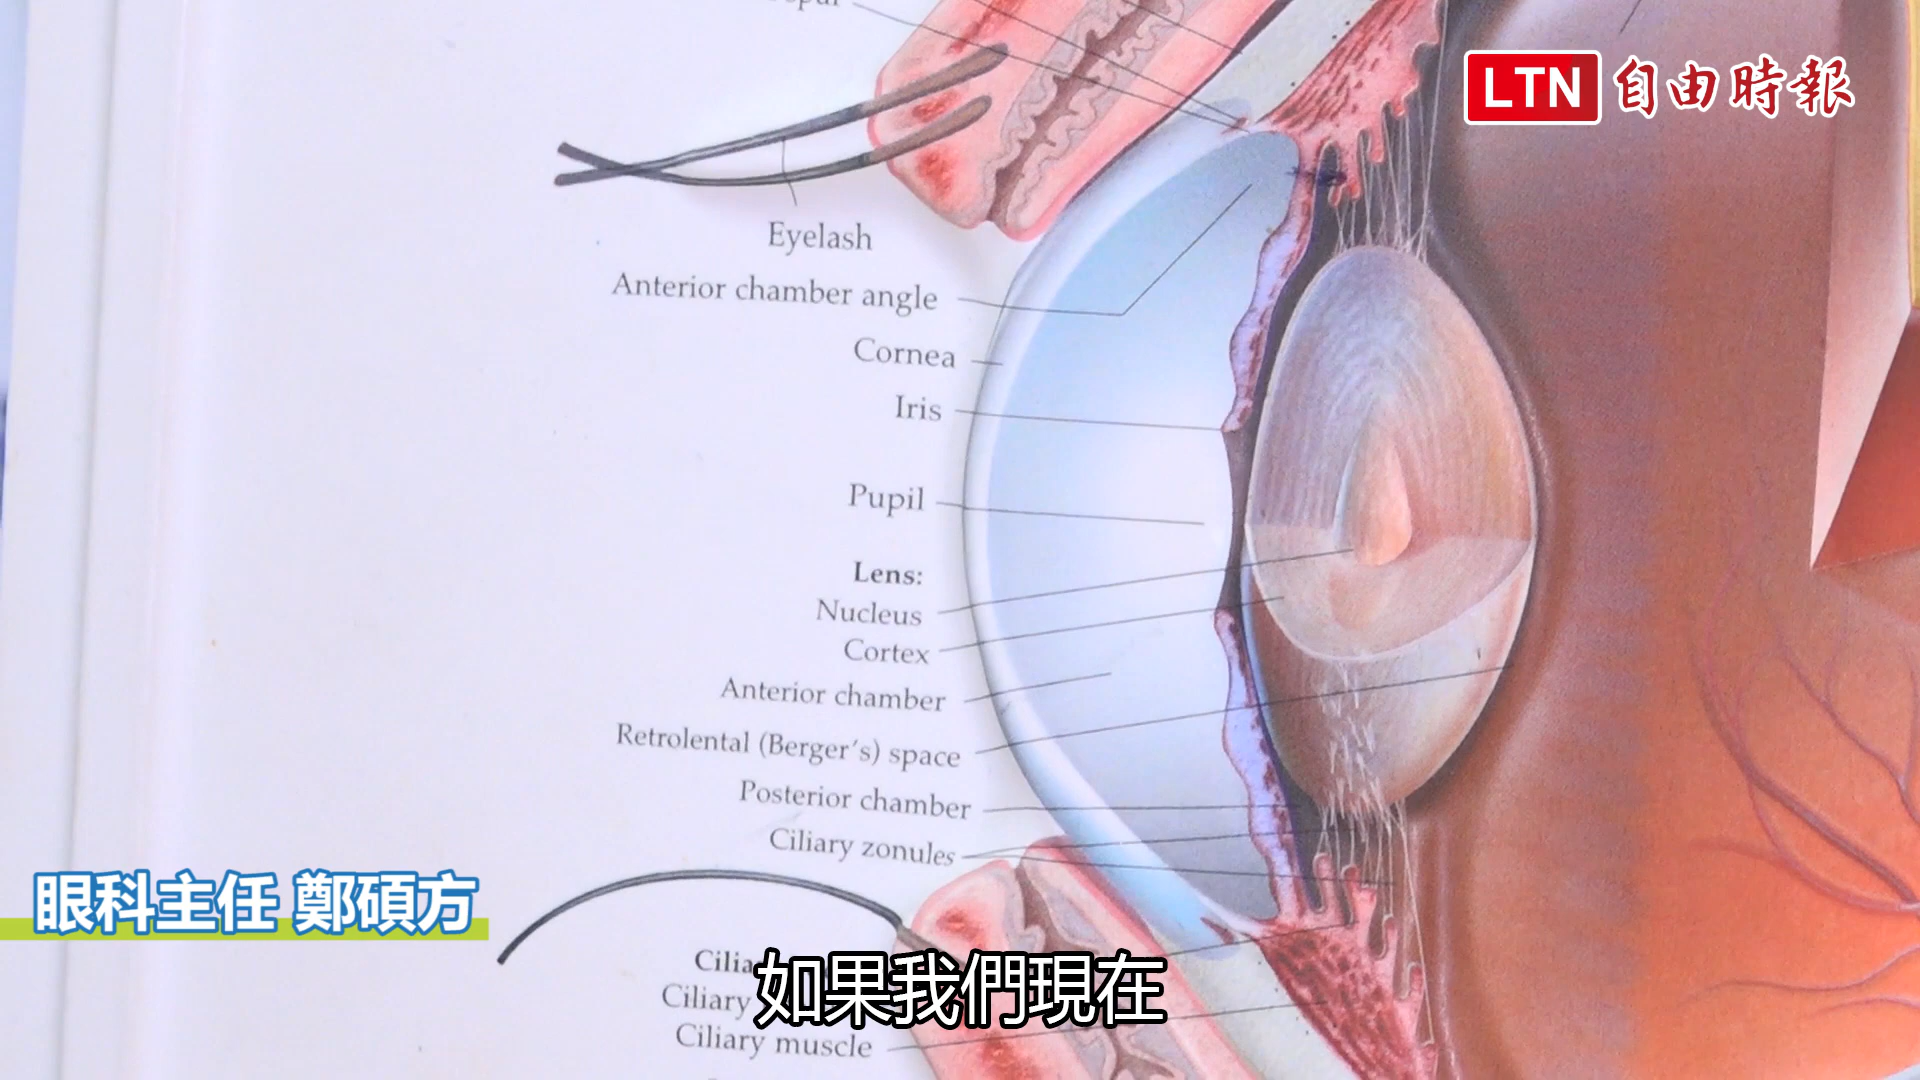 LTN 自由時報
Eyelash
Anterior chamber angle
Cornea
Iris
Pupil
Lens:
Nucleus
Cortex
Anterior chamber
Retrolental (Berger's) space
Posterior chamber
Ciliary zonules
眼科主任 鄭碩方
Ciliary
Ciliary muscle
如果我們現在